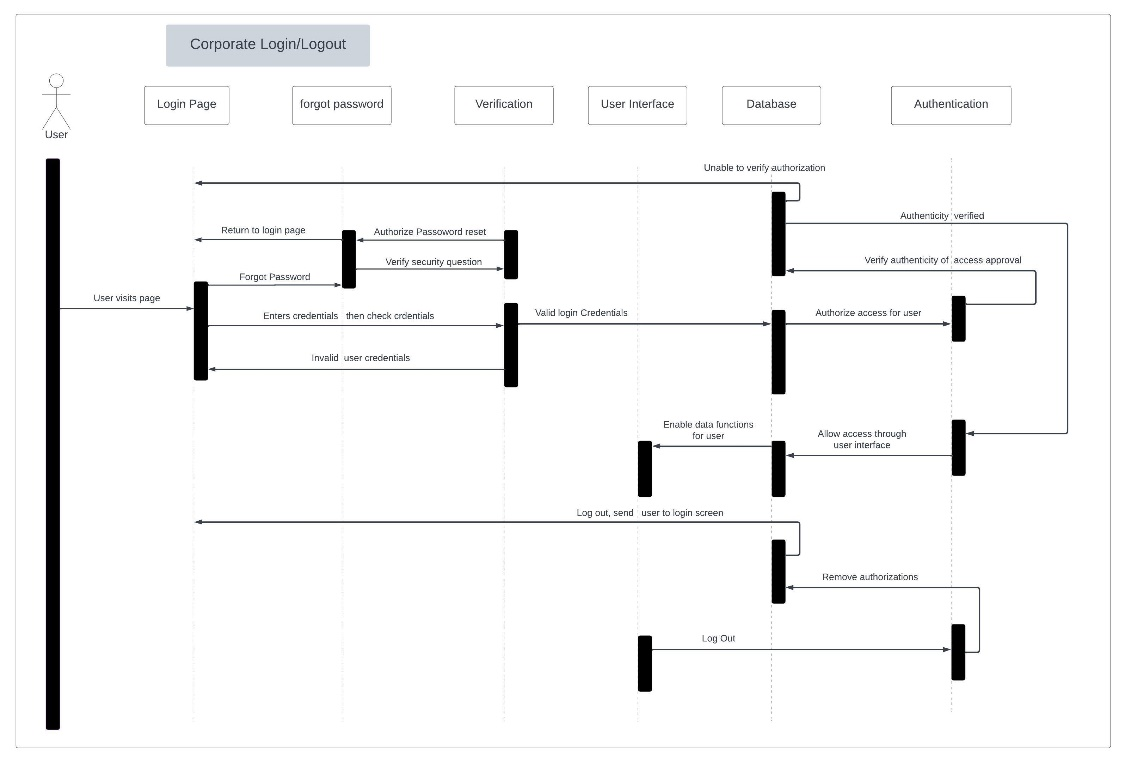 Corporate Login/Logout
User
Login Page
forgot password
Verification
User Interface
Database
Authentication
Unable to verify authorization
Authenticity verified
Return to login page
Authorize Passoword reset
Verify security question
Verify authenticity of access approval
Forgot Password
User visits page
Enters credentials then check crdentials
Valid login Credentials
Authorize access for user
Invalid user credentials
Enable data functions
for user
Allow access through
user interface
Log out, send user to login screen
Remove authorizations
Log Out